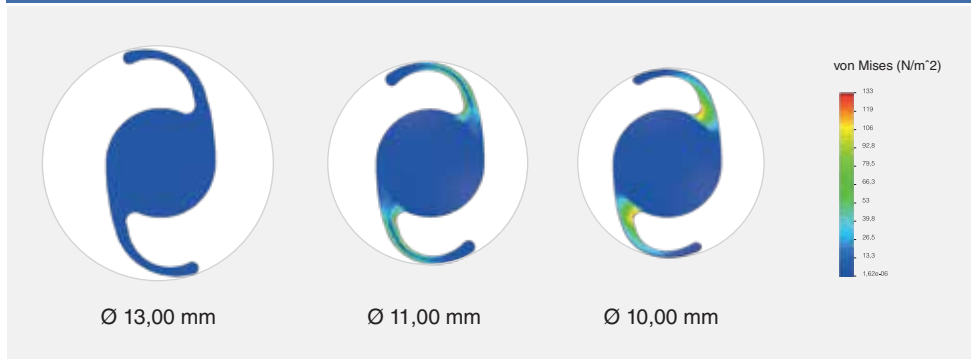 von Mises (N/m^2)
133
119
106
92,8
79,5
66,3
53
39,8
26,5
13,3
1,62e-06
Ø 13,00 mm
Ø 11,00 mm
Ø 10,00 mm